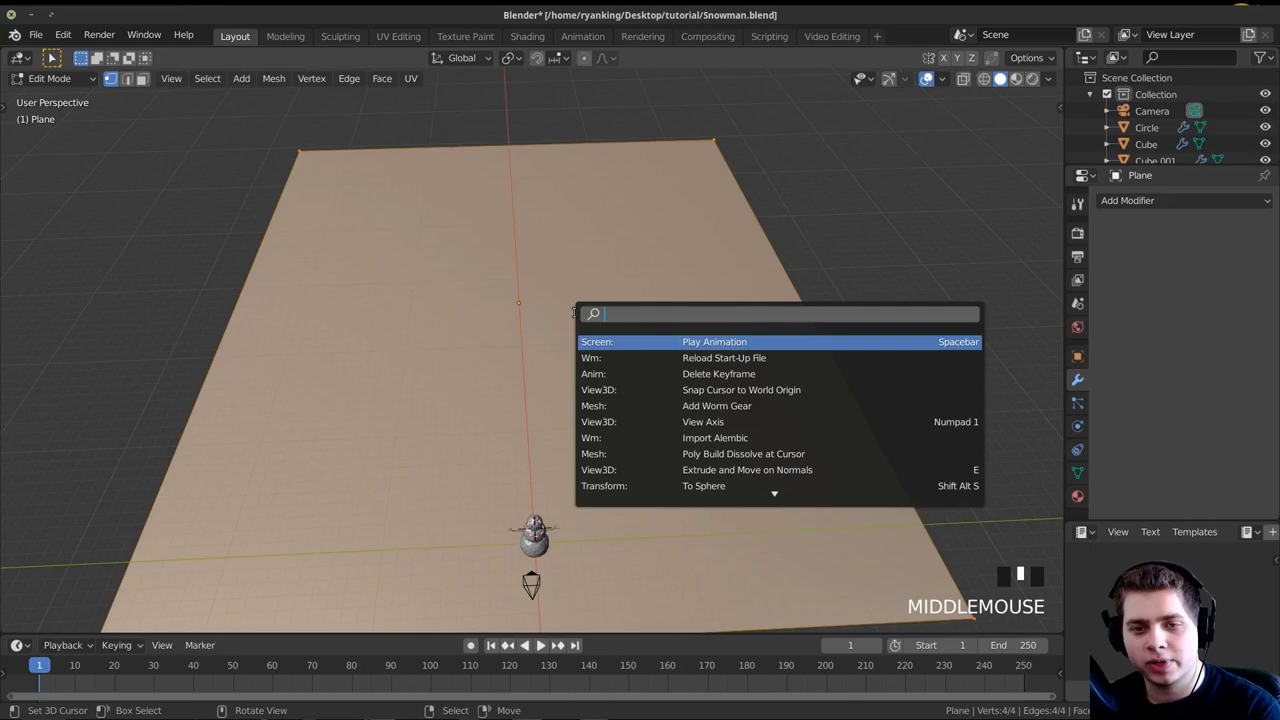 Blender* [/home/ryanking/Desktop/tutorial/Snowman.blend]
File Edit Render Window Help Layout Modeling Sculpting UV Editing Texture Paint Shading Animation Rendering Compositing Scripting Video Editing + Scene View Layer
Global X Y Z Options
Edit Mode View Select Add Mesh Vertex Edge Face UV
User Perspective
(1) Plane
Scene Collection
Collection
Camera
Circle
Cube
Cube.001
Plane
Add Modifier
Screen: Play Animation Spacebar
Wm: Reload Start-Up File
Anim: Delete Keyframe
View3D: Snap Cursor to World Origin
Mesh: Add Worm Gear
View3D: View Axis Numpad 1
Wm: Import Alembic
Mesh: Poly Build Dissolve at Cursor
View3D: Extrude and Move on Normals E
Transform: To Sphere Shift Alt S
View Text Templates
MIDDLEMOUSE
Playback Keying View Marker 1 Start 1 End 250
1 10 20 30 40 50 60 70 80 90 100 110 120 130 140 150 160 170 180 190 200 210 220 230 240 250
Set 3D Cursor Box Select Rotate View Select Move Plane | Verts:4/4 | Edges:4/4 | Face